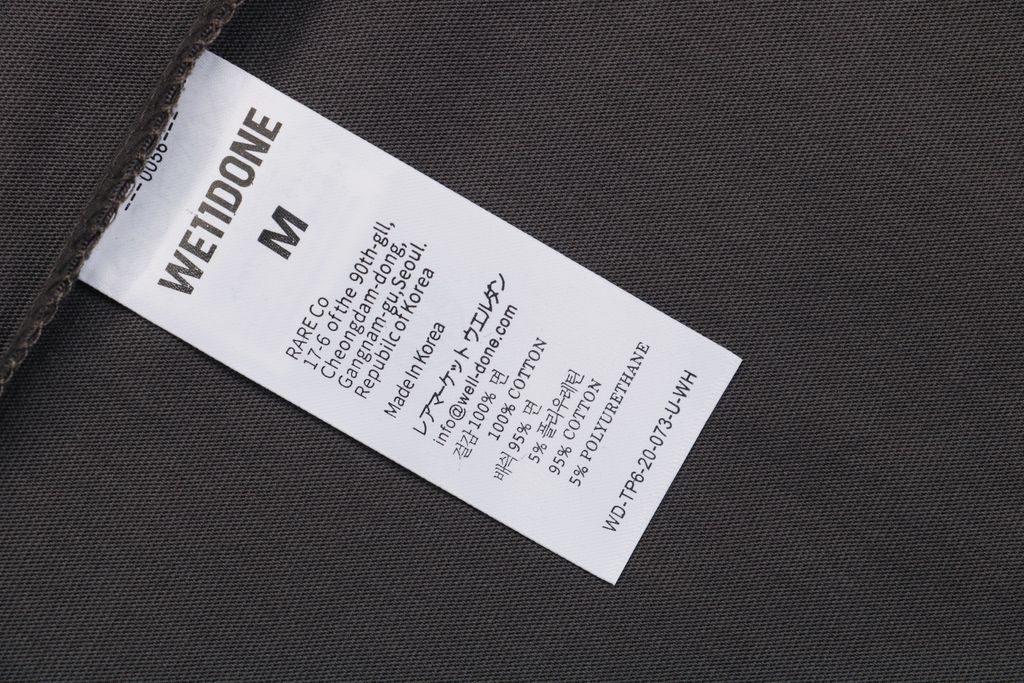 ---0056---
WE11DONE
M
RARE Co
17-6 of the 90th-gil,
Cheongdam-dong,
Gangnam-gu,Seoul.
Repubilc of Korea
Made In Korea
レアマーケット ウエルダン
info@well-done.com
겉감 100% 면
100% COTTON
배색 95% 면
5% 폴리우레탄
95% COTTON
5% POLYURETHANE
WD-TP6-20-073-U-WH